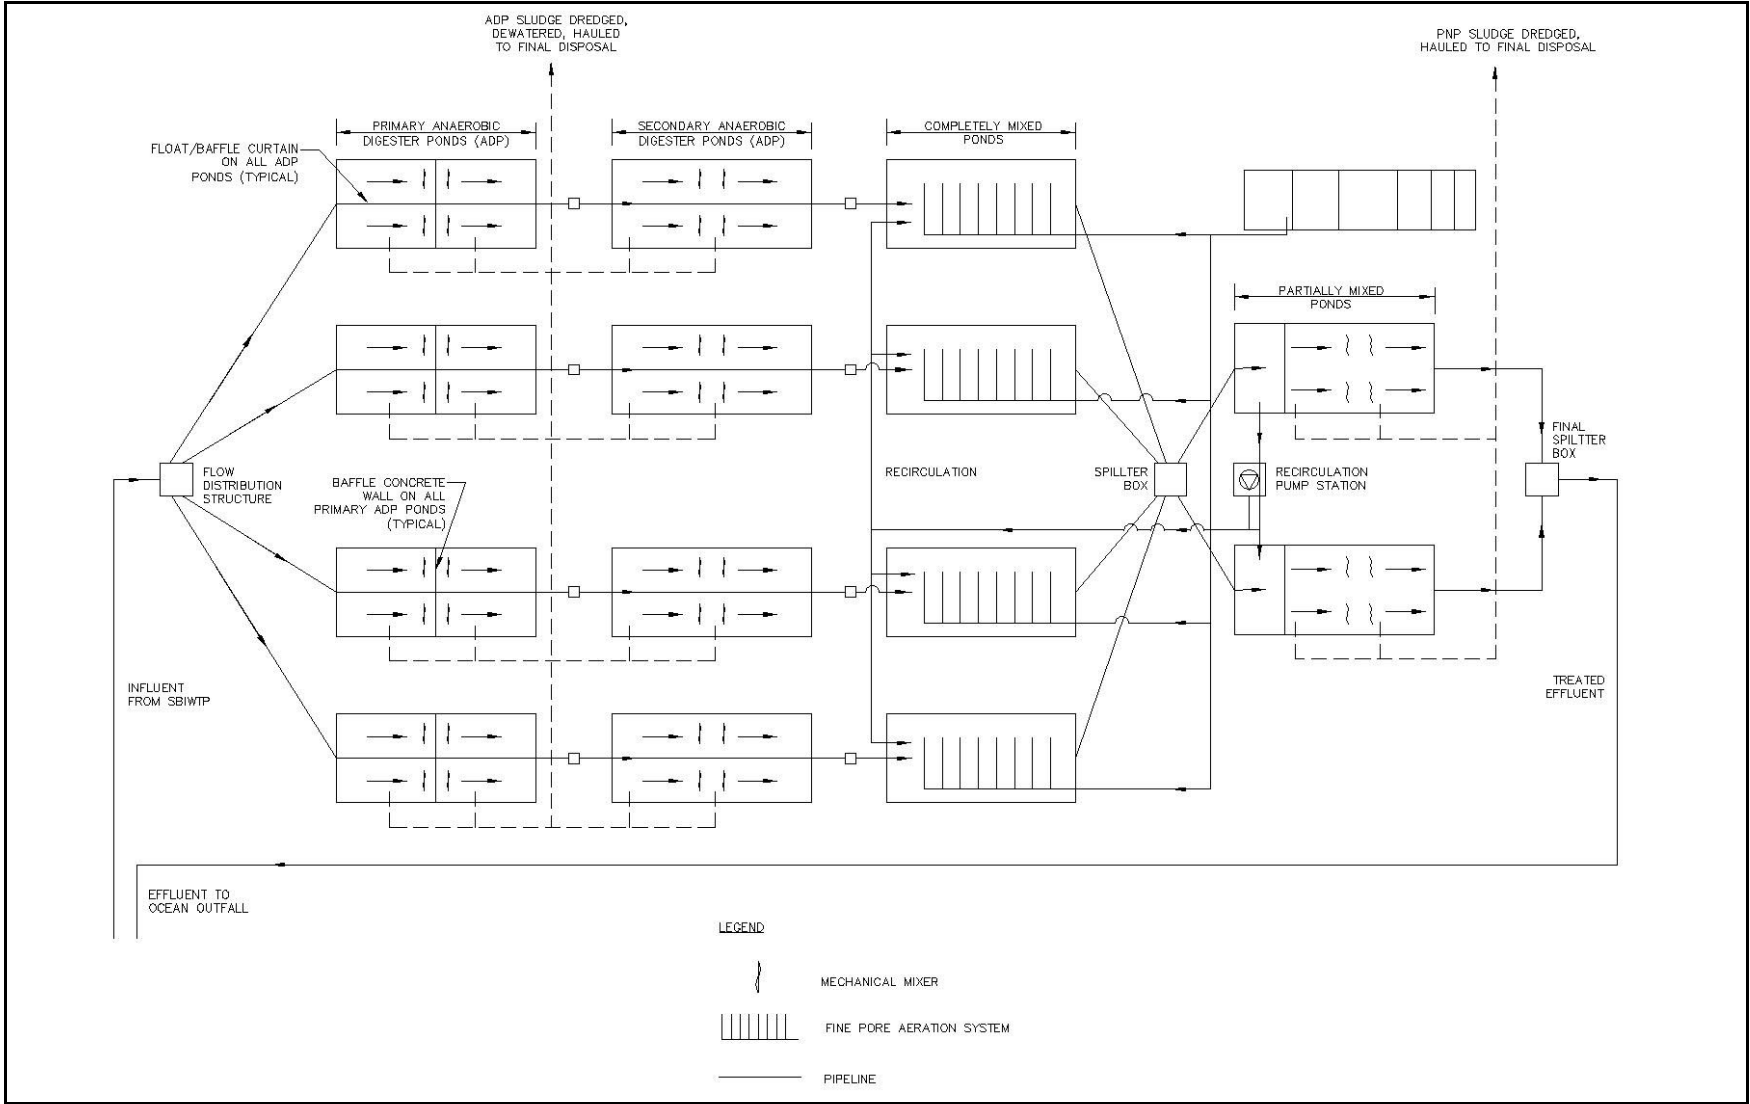 ADP SLUDGE DREDGED,
DEWATERED, HAULED
TO FINAL DISPOSAL
PNP SLUDGE DREDGED,
HAULED TO FINAL DISPOSAL
PRIMARY ANAEROBIC
DIGESTER PONDS (ADP)
SECONDARY ANAEROBIC
DIGESTER PONDS (ADP)
COMPLETELY MIXED
PONDS
FLOAT/BAFFLE CURTAIN
ON ALL ADP
PONDS (TYPICAL)
PARTIALLY MIXED
PONDS
FLOW
DISTRIBUTION
STRUCTURE
BAFFLE CONCRETE
WALL ON ALL
PRIMARY ADP PONDS
(TYPICAL)
RECIRCULATION
SPILLTER
BOX
RECIRCULATION
PUMP STATION
FINAL
SPILTTER
BOX
INFLUENT
FROM SBIWTP
TREATED
EFFLUENT
EFFLUENT TO
OCEAN OUTFALL
LEGEND
MECHANICAL MIXER
FINE PORE AERATION SYSTEM
PIPELINE